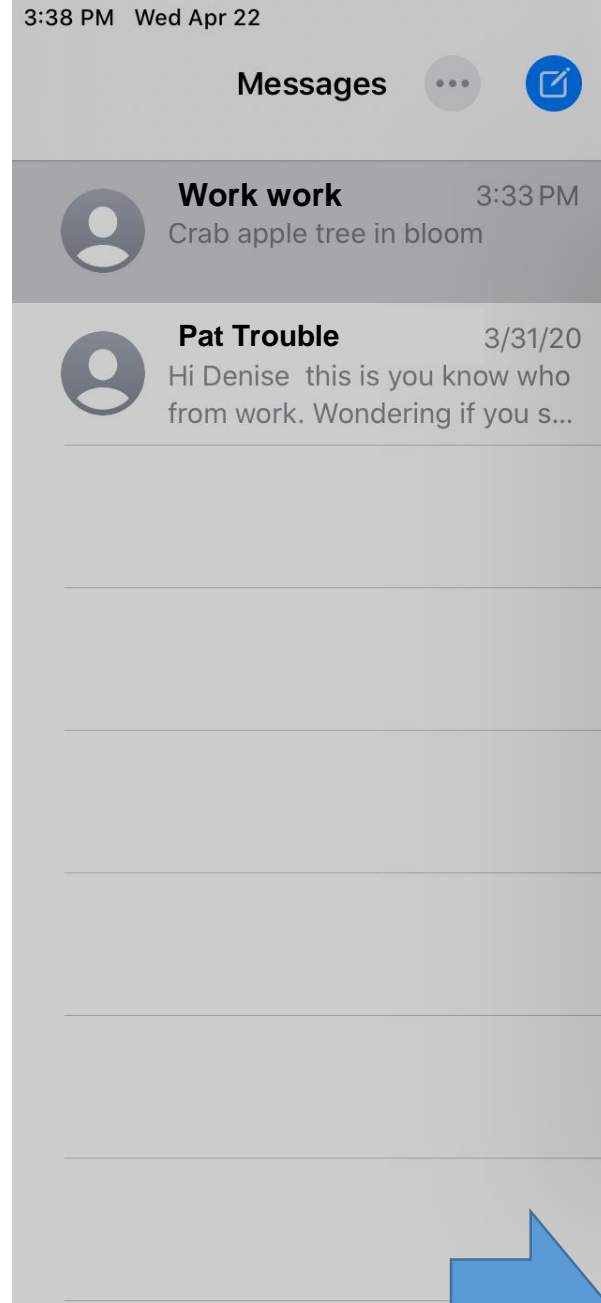 3:38 PM Wed Apr 22
Messages
Work work 3:33 PM
Crab apple tree in bloom
Pat Trouble 3/31/20
Hi Denise  this is you know who
from work. Wondering if you s...